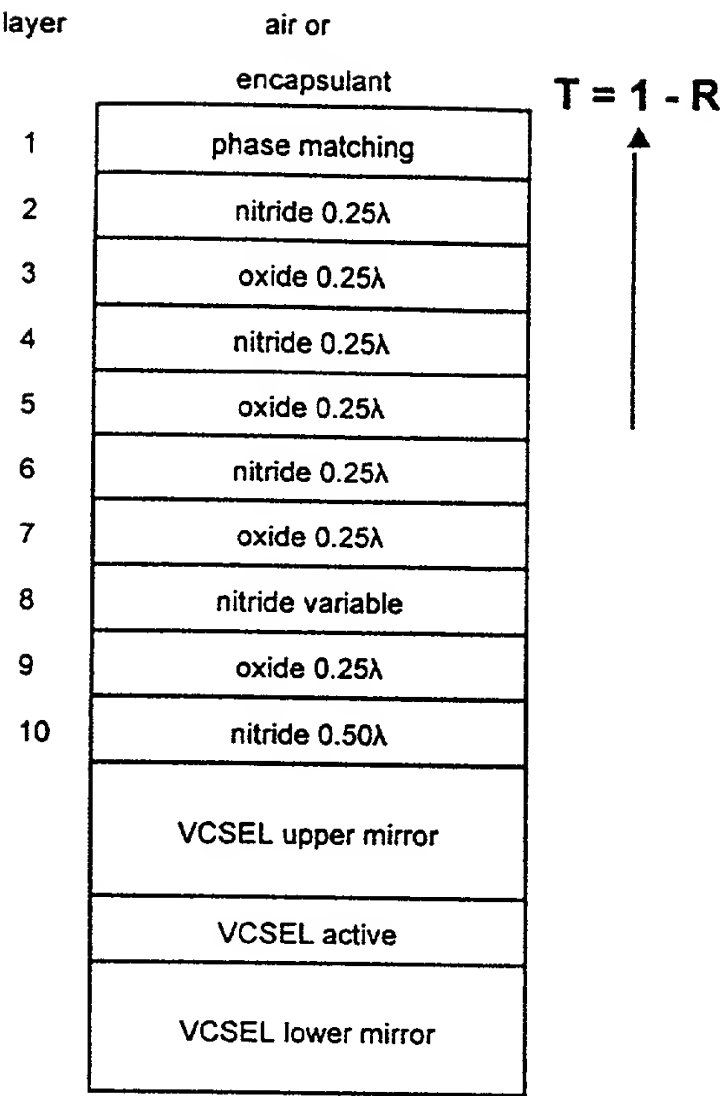 layer air or
encapsulant
T = 1 - R
1 phase matching
2 nitride 0.25λ
3 oxide 0.25λ
4 nitride 0.25λ
5 oxide 0.25λ
6 nitride 0.25λ
7 oxide 0.25λ
8 nitride variable
9 oxide 0.25λ
10 nitride 0.50λ
VCSEL upper mirror
VCSEL active
VCSEL lower mirror